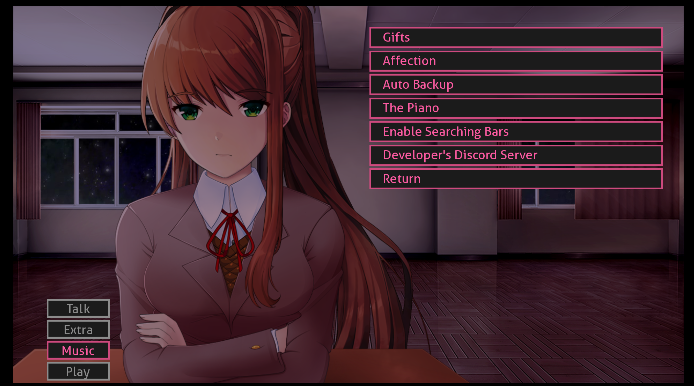 Gifts
Affection
Auto Backup
The Piano
Enable Searching Bars
Developer's Discord Server
Return
Talk
Extra
Music
Play